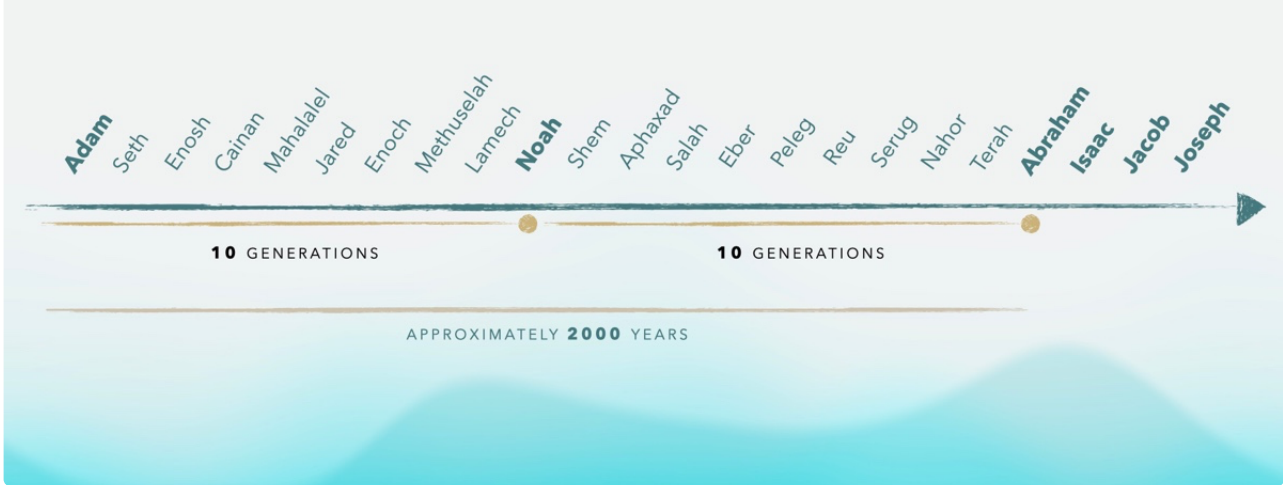 Adam
Seth
Enosh
Cainan
Mahalalel
Jared
Enoch
Methuselah
Lamech
Noah
Shem
Aphaxad
Salah
Eber
Peleg
Reu
Serug
Nahor
Terah
Abraham
Isaac
Jacob
Joseph
10 GENERATIONS
10 GENERATIONS
APPROXIMATELY 2000 YEARS